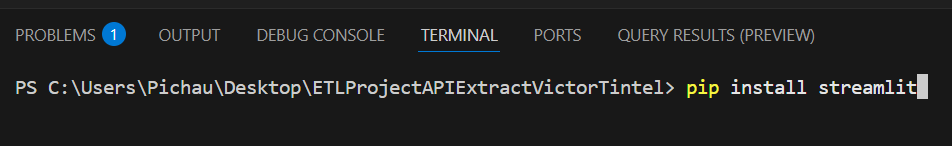 PROBLEMS 1 OUTPUT DEBUG CONSOLE TERMINAL PORTS QUERY RESULTS (PREVIEW)
PS C:\Users\Pichau\Desktop\ETLProjectAPIExtractVictorTintel> pip install streamlit